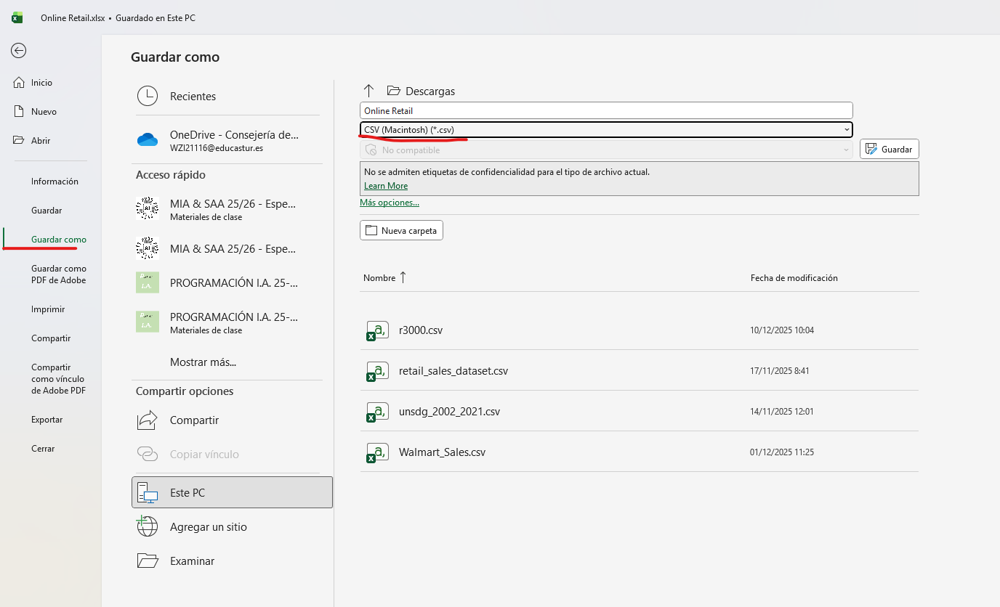 Online Retail.xlsx • Guardado en Este PC
Inicio
Nuevo
Abrir
Información
Guardar
Guardar como
Guardar como
PDF de Adobe
Imprimir
Compartir
Compartir
como vínculo
de Adobe PDF
Exportar
Cerrar
Guardar como
Recientes
OneDrive - Consejería de...
WZI21116@educastur.es
Acceso rápido
MIA & SAA 25/26 - Espe...
Materiales de clase
MIA & SAA 25/26 - Espe...
PROGRAMACIÓN I.A. 25-...
PROGRAMACIÓN I.A. 25-...
Materiales de clase
Mostrar más...
Compartir opciones
Compartir
Copiar vínculo
Este PC
Agregar un sitio
Examinar
Descargas
Online Retail
CSV (Macintosh) (*.csv)
No compatible
Guardar
No se admiten etiquetas de confidencialidad para el tipo de archivo actual.
Learn More
Más opciones...
Nueva carpeta
Nombre Fecha de modificación
r3000.csv 10/12/2025 10:04
retail_sales_dataset.csv 17/11/2025 8:41
unsdg_2002_2021.csv 14/11/2025 12:01
Walmart_Sales.csv 01/12/2025 11:25